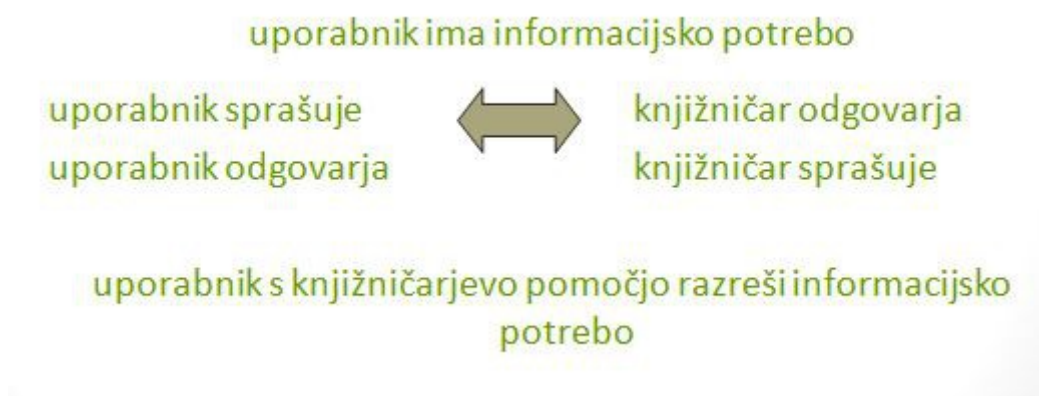 uporabnik ima informacijsko potrebo
uporabnik sprašuje knjižničar odgovarja
uporabnik odgovarja knjižničar sprašuje
uporabnik s knjižničarjevo pomočjo razreši informacijsko
potrebo